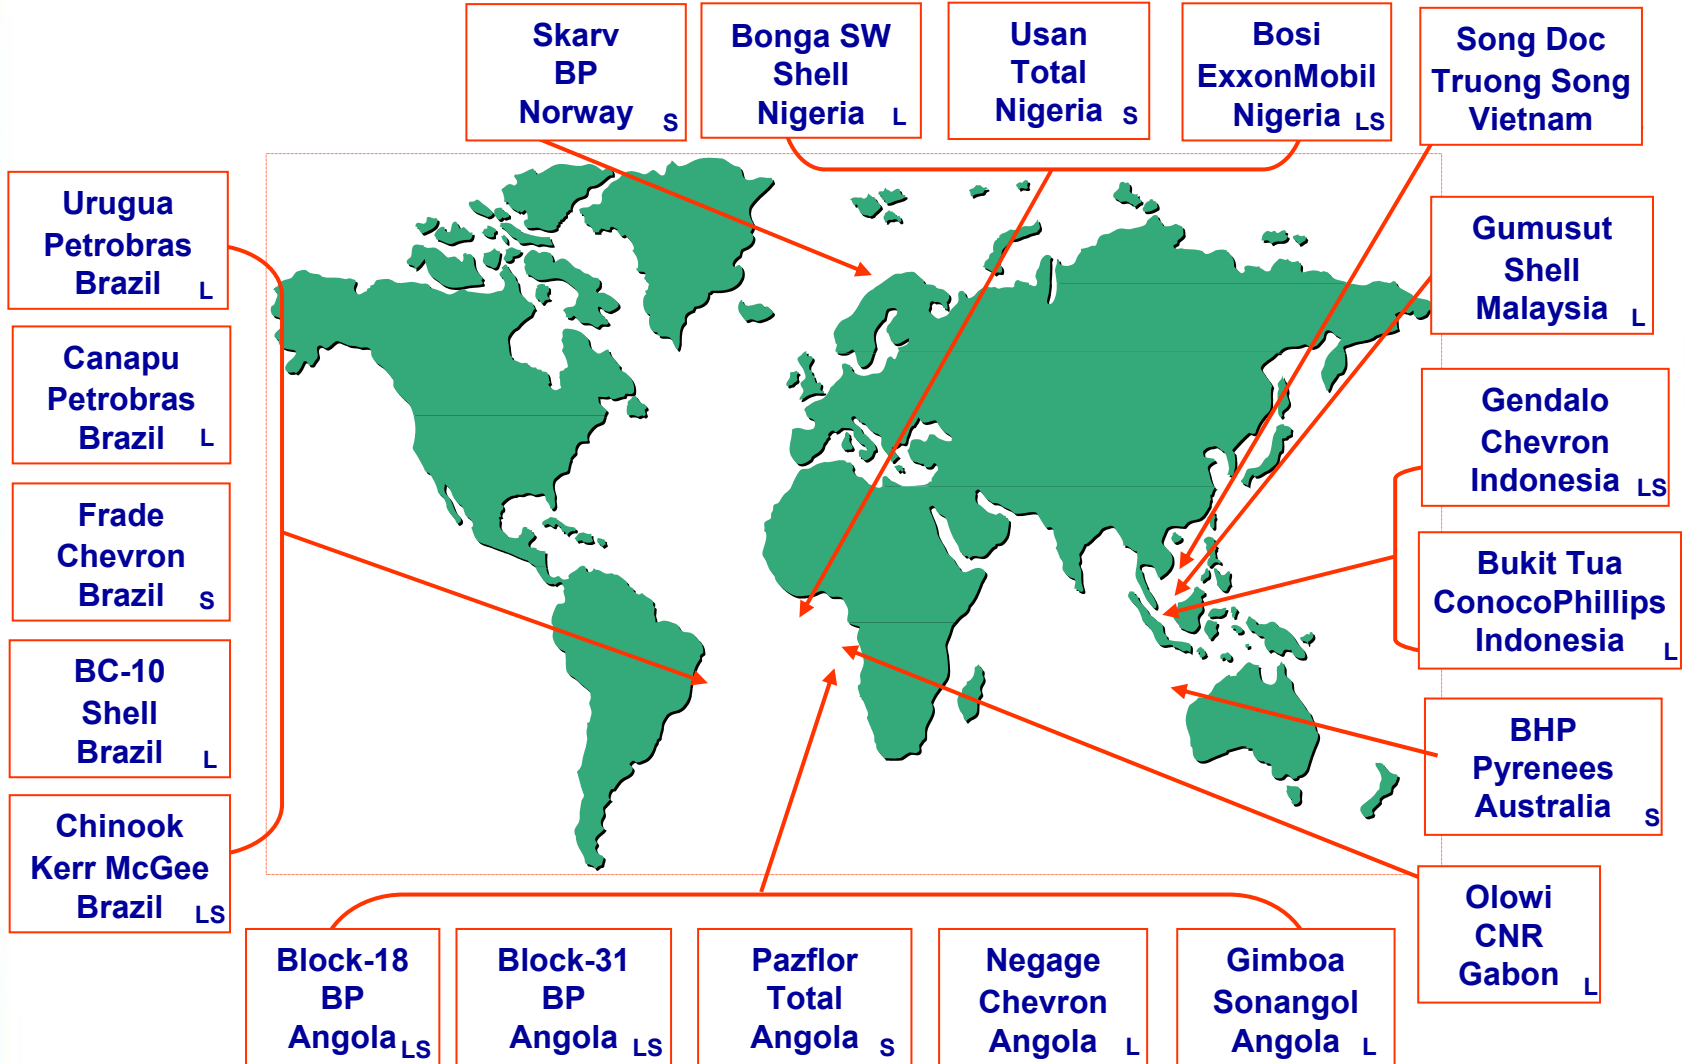 Skarv
BP
Norway S
Bonga SW
Shell
Nigeria L
Usan
Total
Nigeria S
Bosi
ExxonMobil
Nigeria LS
Song Doc
Truong Song
Vietnam
Urugua
Petrobras
Brazil L
Canapu
Petrobras
Brazil L
Frade
Chevron
Brazil S
BC-10
Shell
Brazil L
Chinook
Kerr McGee
Brazil LS
Gumusut
Shell
Malaysia L
Gendalo
Chevron
Indonesia LS
Bukit Tua
ConocoPhillips
Indonesia L
BHP
Pyrenees
Australia S
Olowi
CNR
Gabon L
Block-18
BP
Angola LS
Block-31
BP
Angola LS
Pazflor
Total
Angola S
Negage
Chevron
Angola L
Gimboa
Sonangol
Angola L